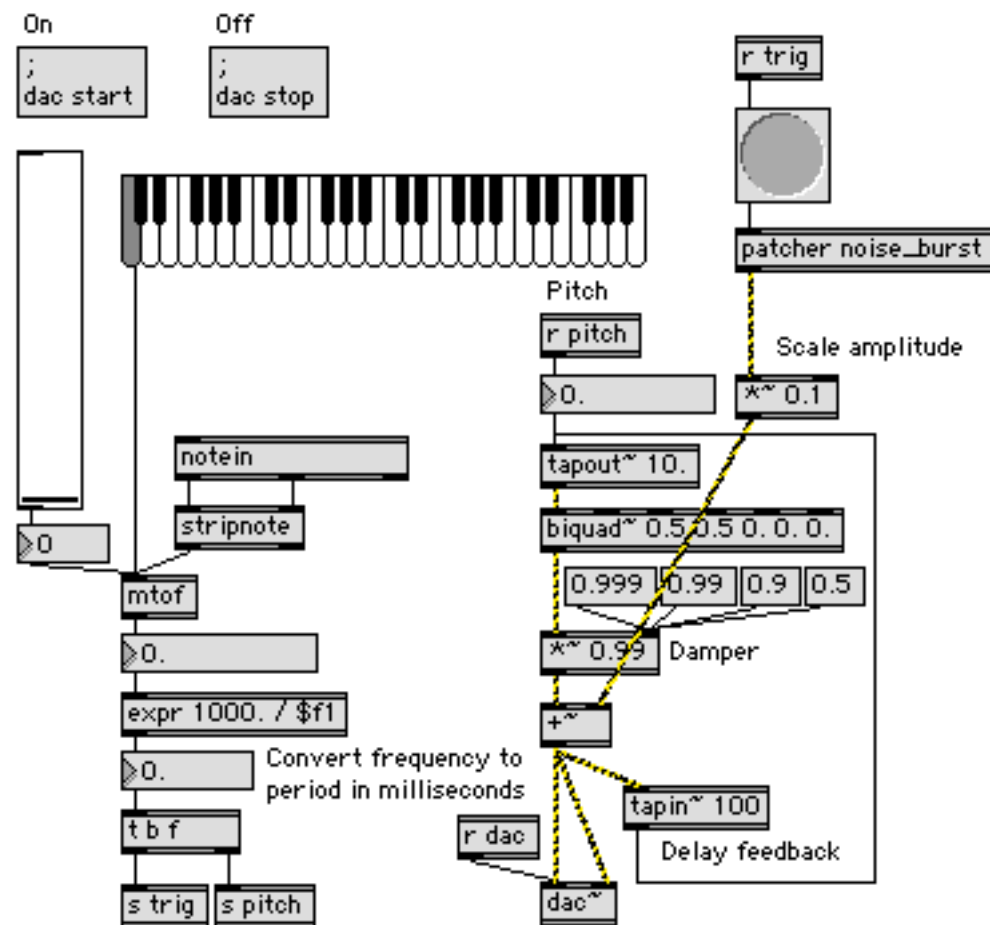 On
Off
;
dac start
;
dac stop
r trig
patcher noise_burst
Pitch
r pitch
Scale amplitude
0.
*~ 0.1
notein
tapout~ 10.
stripnote
biquad~ 0.5 0.5 0. 0. 0.
0
0.999
0.99
0.9
0.5
mtof
0.
*~ 0.99
Damper
expr 1000. / $f1
+~
0.
Convert frequency to
period in milliseconds
tapin~ 100
t b f
r dac
Delay feedback
s trig
s pitch
dac~